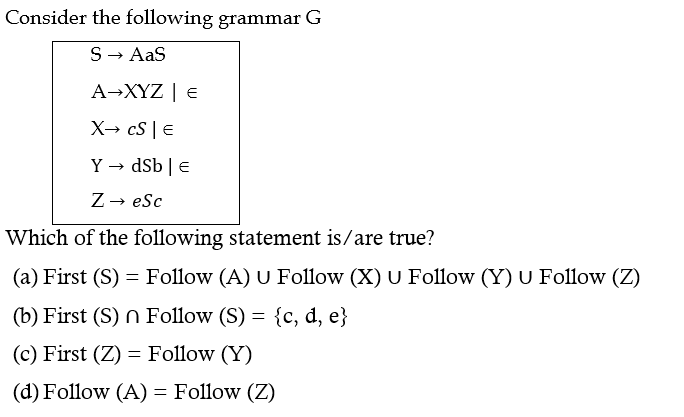 Consider the following grammar G
S → AaS
A→XYZ | ∈
X→ cS | ∈
Y → dSb | ∈
Z → eSc
Which of the following statement is/are true?
(a) First (S) = Follow (A) ∪ Follow (X) ∪ Follow (Y) ∪ Follow (Z)
(b) First (S) ∩ Follow (S) = {c, d, e}
(c) First (Z) = Follow (Y)
(d) Follow (A) = Follow (Z)